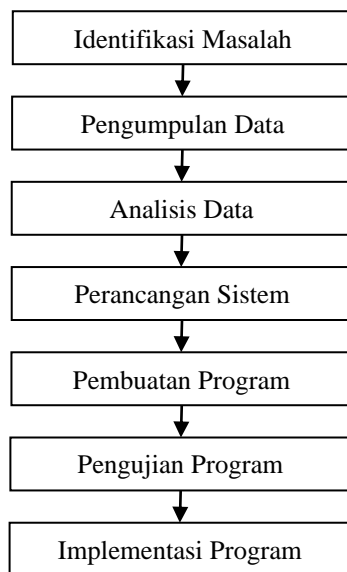 Identifikasi Masalah
Pengumpulan Data
Analisis Data
Perancangan Sistem
Pembuatan Program
Pengujian Program
Implementasi Program